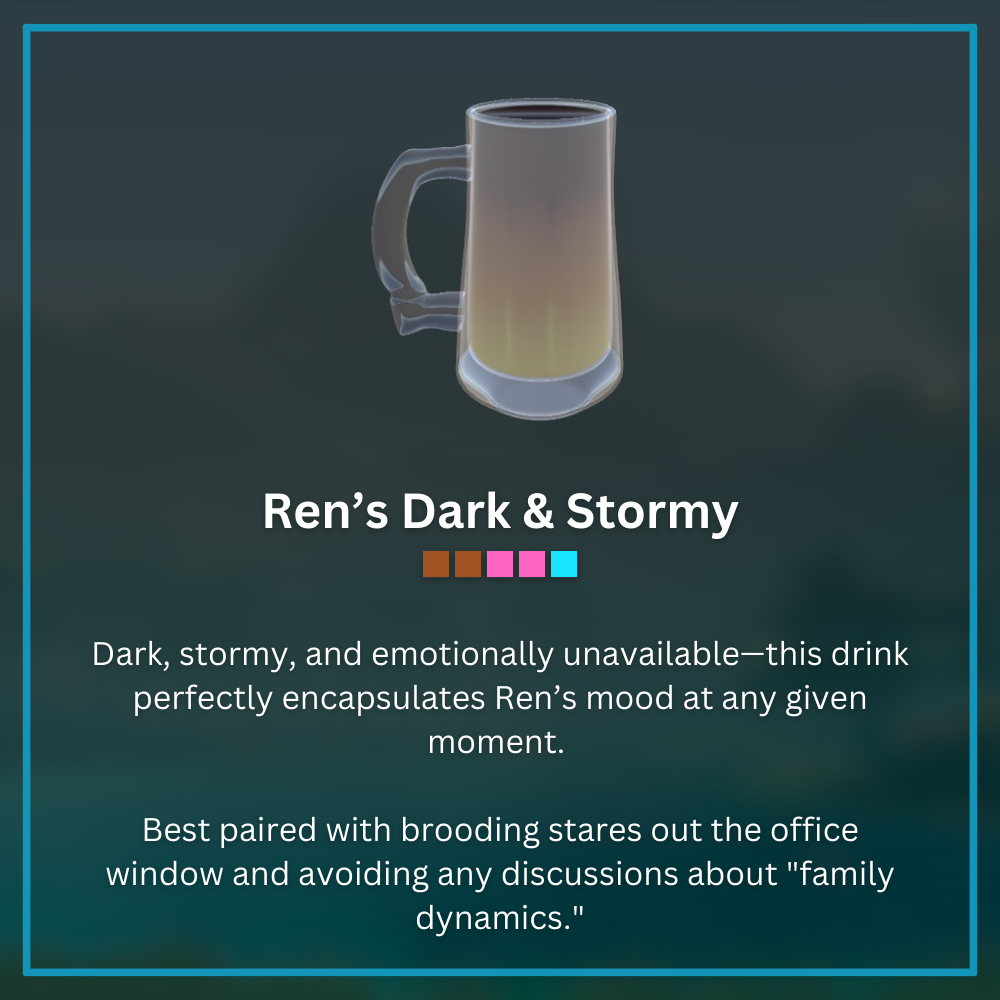 Ren’s Dark & Stormy
Dark, stormy, and emotionally unavailable—this drink
perfectly encapsulates Ren’s mood at any given
moment.
Best paired with brooding stares out the office
window and avoiding any discussions about "family
dynamics."